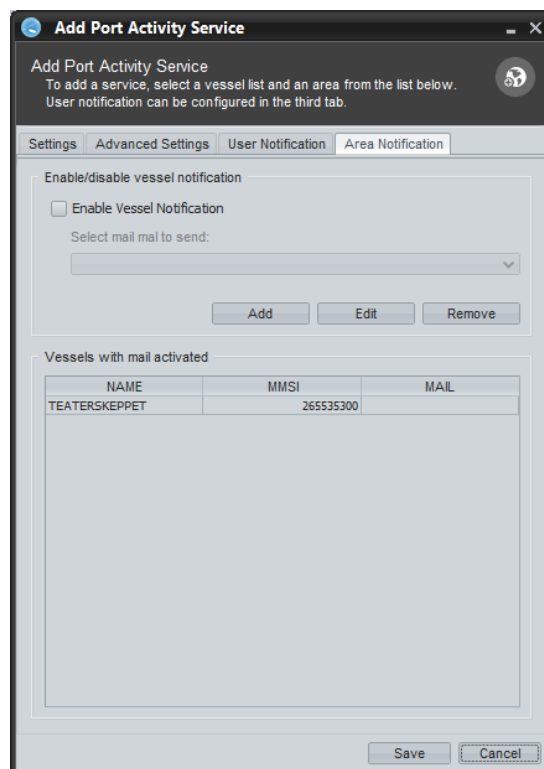 Add Port Activity Service
Add Port Activity Service
To add a service, select a vessel list and an area from the list below.
User notification can be configured in the third tab.
Settings Advanced Settings User Notification Area Notification
Enable/disable vessel notification
Enable Vessel Notification
Select mail mal to send:
Add Edit Remove
Vessels with mail activated
NAME MMSI MAIL
TEATERSKEPPET 265535300
Save Cancel